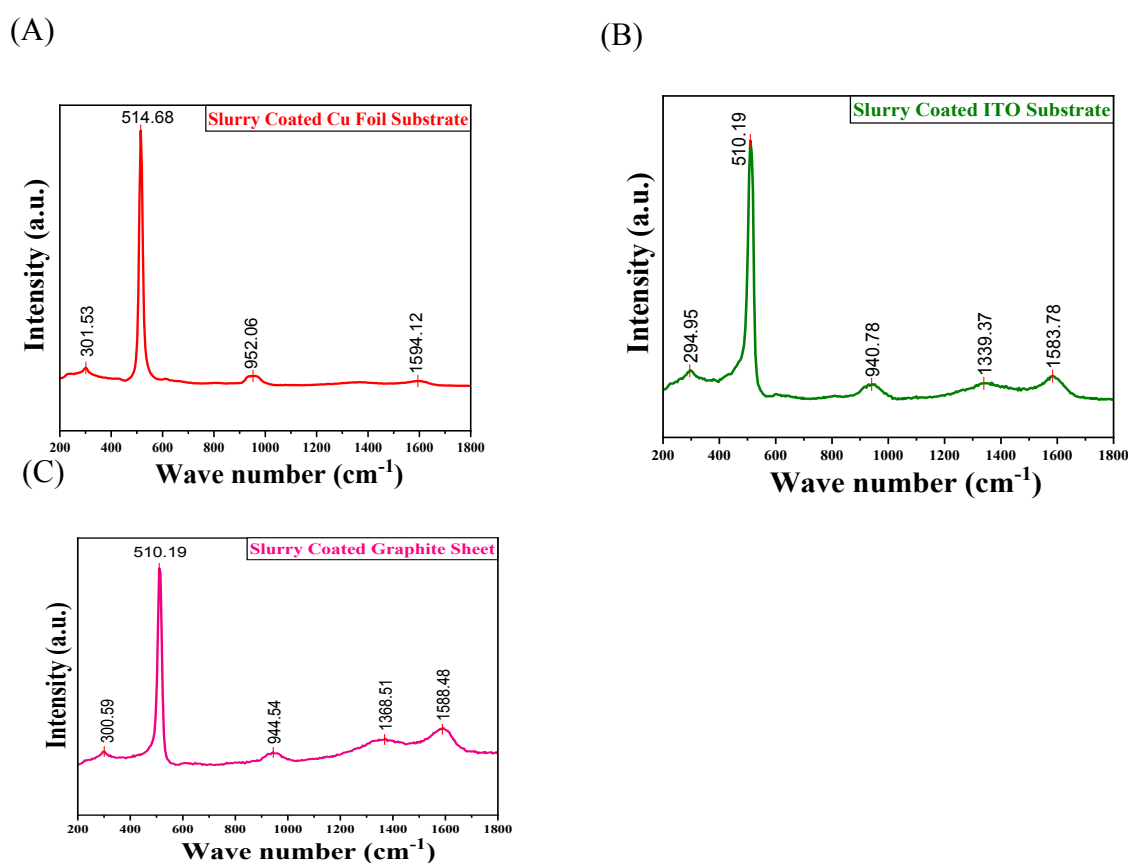 (A)
Slurry Coated Cu Foil Substrate
514.68
301.53
952.06
1594.12
Intensity (a.u.)
200 400 600 800 1000 1200 1400 1600 1800
Wave number (cm⁻¹)
(B)
Slurry Coated ITO Substrate
510.19
294.95
940.78
1339.37
1583.78
Intensity (a.u.)
200 400 600 800 1000 1200 1400 1600 1800
Wave number (cm⁻¹)
(C)
Slurry Coated Graphite Sheet
510.19
300.59
944.54
1368.51
1588.48
Intensity (a.u.)
200 400 600 800 1000 1200 1400 1600 1800
Wave number (cm⁻¹)